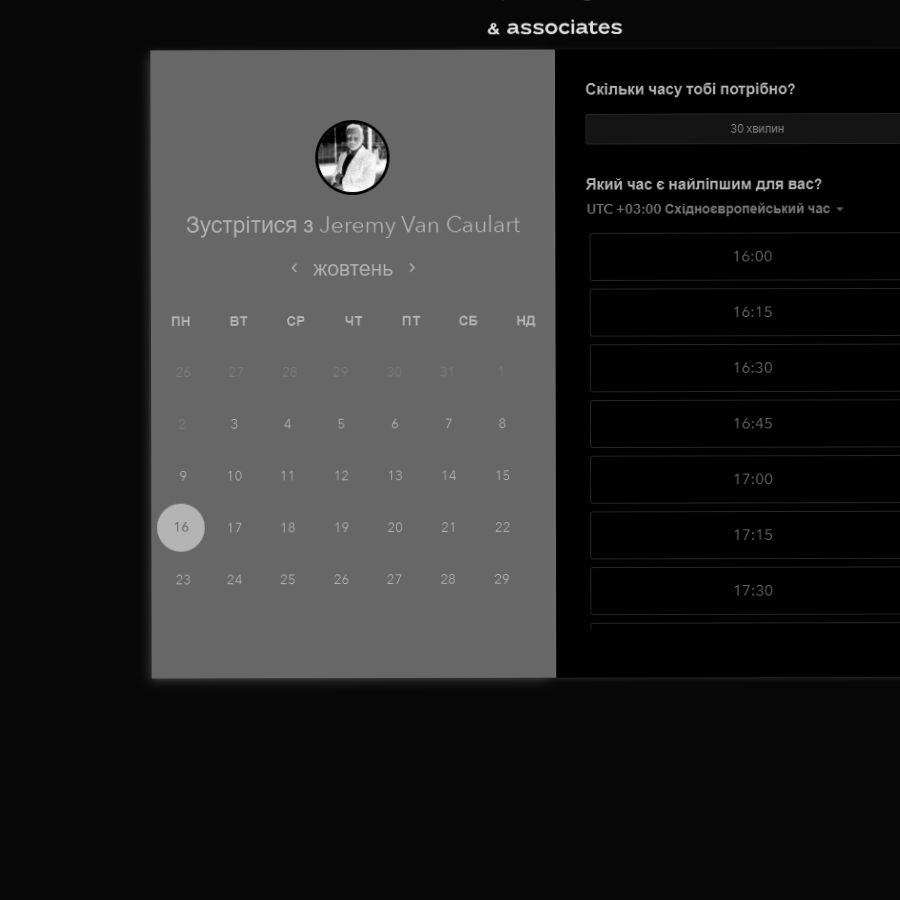 & associates
Зустрітися з Jeremy Van Caulart
жовтень
ПН ВТ СР ЧТ ПТ СБ НД
26 27 28 29 30 31 1
2 3 4 5 6 7 8
9 10 11 12 13 14 15
16 17 18 19 20 21 22
23 24 25 26 27 28 29
Скільки часу тобі потрібно?
30 хвилин
Який час є найліпшим для вас?
UTC +03:00 Східноєвропейський час
16:00
16:15
16:30
16:45
17:00
17:15
17:30